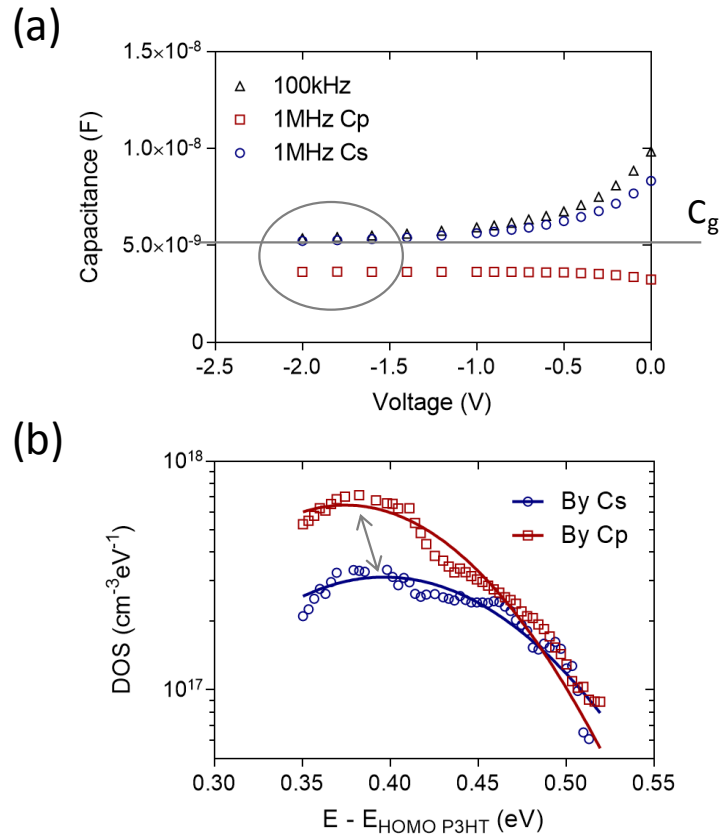 (a)
1.5×10⁻⁸
1.0×10⁻⁸
5.0×10⁻⁹
0
Capacitance (F)
100kHz
1MHz Cp
1MHz Cs
C_g
-2.5
-2.0
-1.5
-1.0
-0.5
0.0
Voltage (V)
(b)
10¹⁸
10¹⁷
DOS (cm⁻³eV⁻¹)
By Cs
By Cp
0.30
0.35
0.40
0.45
0.50
0.55
E - E_HOMO P3HT (eV)